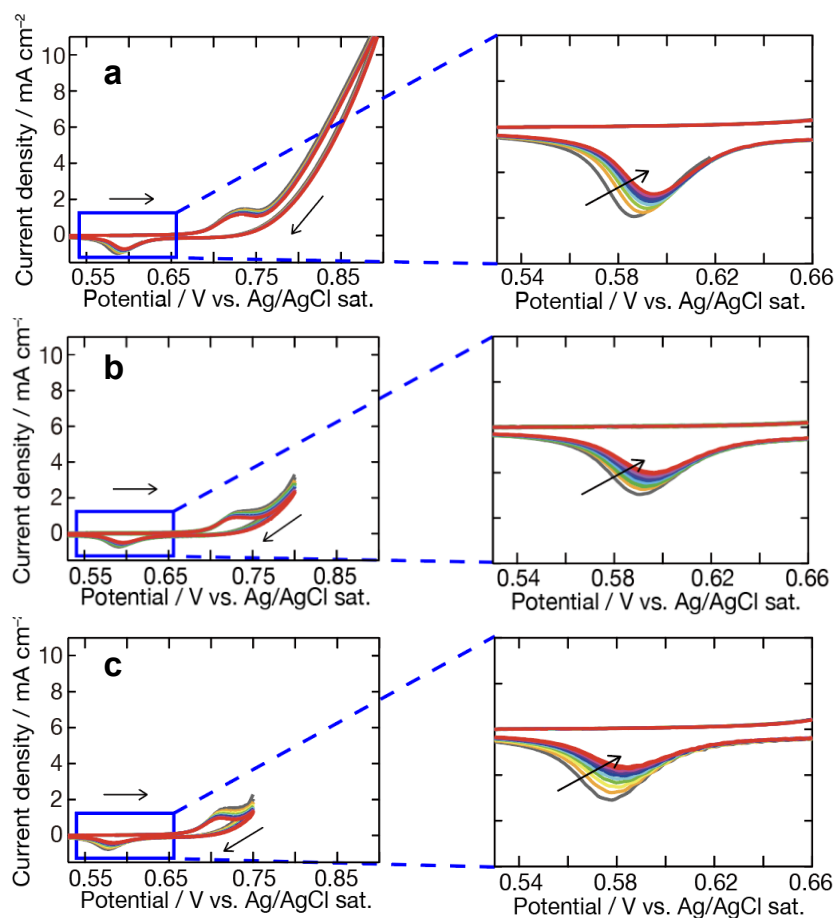 a
10
8
6
4
2
0
Current density / mA cm⁻²
0.55 0.65 0.75 0.85
Potential / V vs. Ag/AgCl sat.
0.54 0.58 0.62 0.66
Potential / V vs. Ag/AgCl sat.
b
10
8
6
4
2
0
Current density / mA cm⁻
0.55 0.65 0.75 0.85
Potential / V vs. Ag/AgCl sat.
0.54 0.58 0.62 0.66
Potential / V vs. Ag/AgCl sat.
c
10
8
6
4
2
0
Current density / mA cm⁻
0.55 0.65 0.75 0.85
Potential / V vs. Ag/AgCl sat.
0.54 0.58 0.62 0.66
Potential / V vs. Ag/AgCl sat.